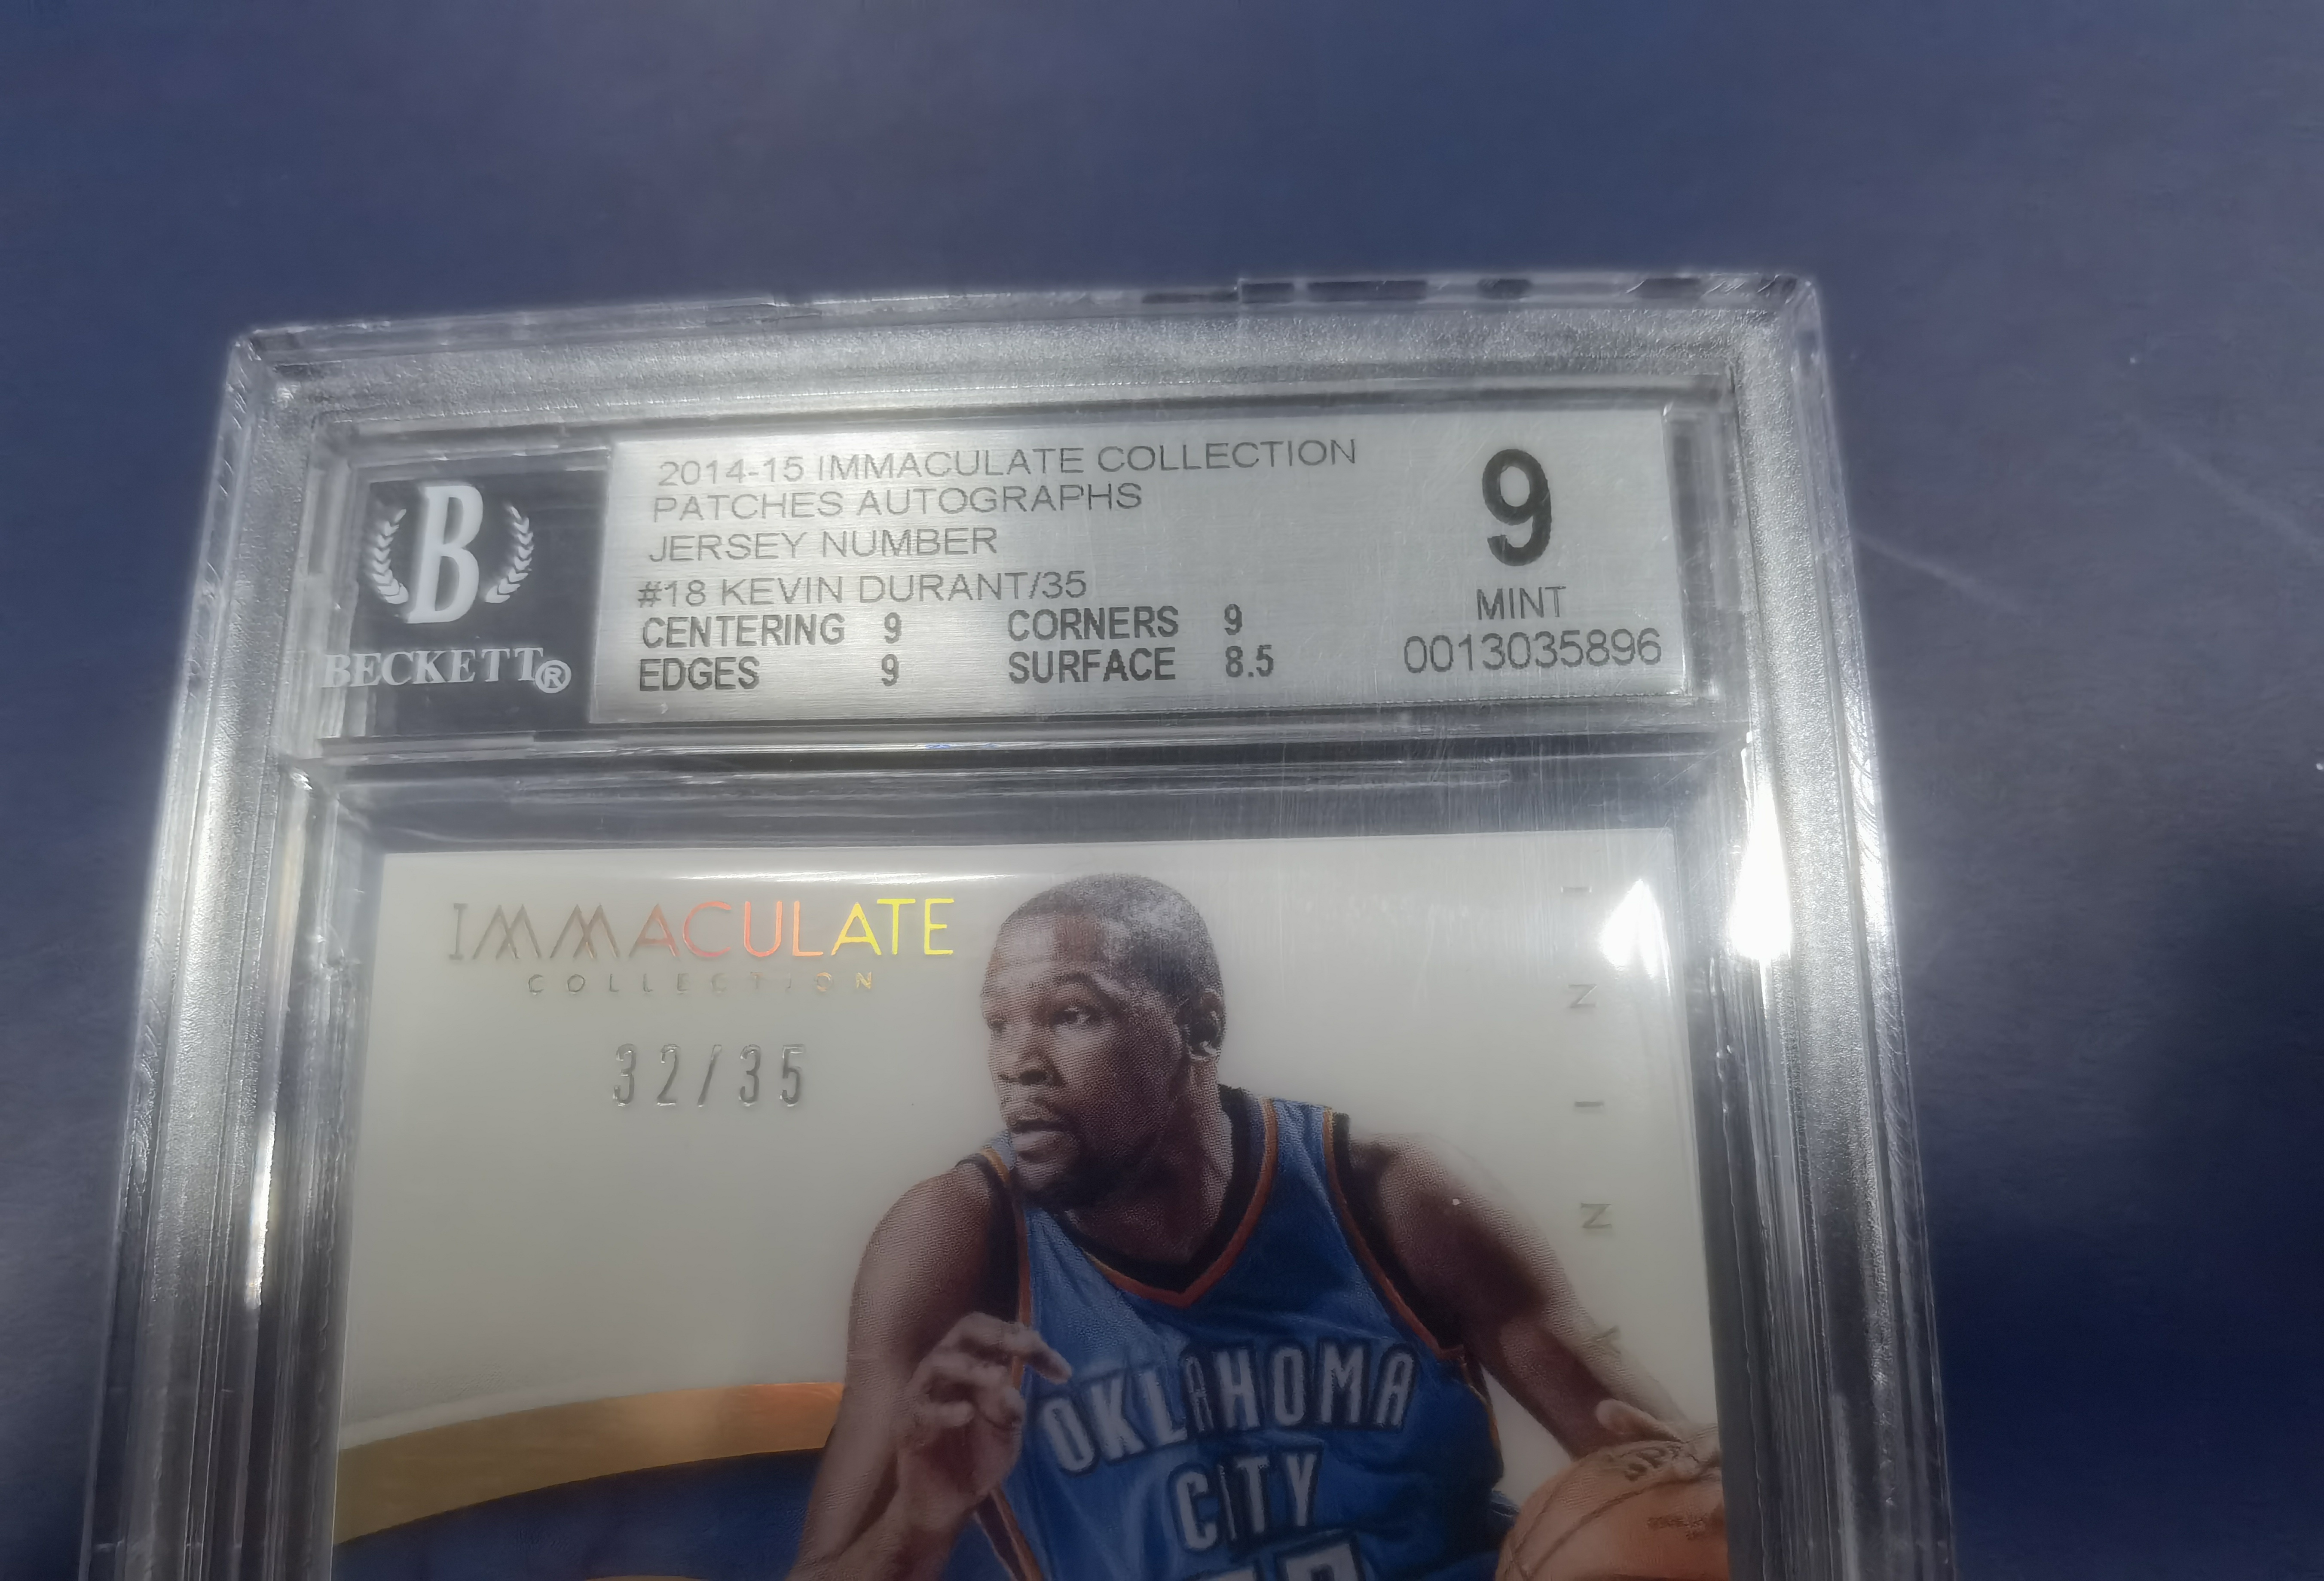 2014-15 IMMACULATE COLLECTION
PATCHES AUTOGRAPHS
JERSEY NUMBER
#18 KEVIN DURANT/35
CENTERING 9 CORNERS 9
EDGES 9 SURFACE 8.5
9
MINT
0013035896
B
BECKETT®
IMMACULATE
COLLECTION
32/35
OKLAHOMA
CITY